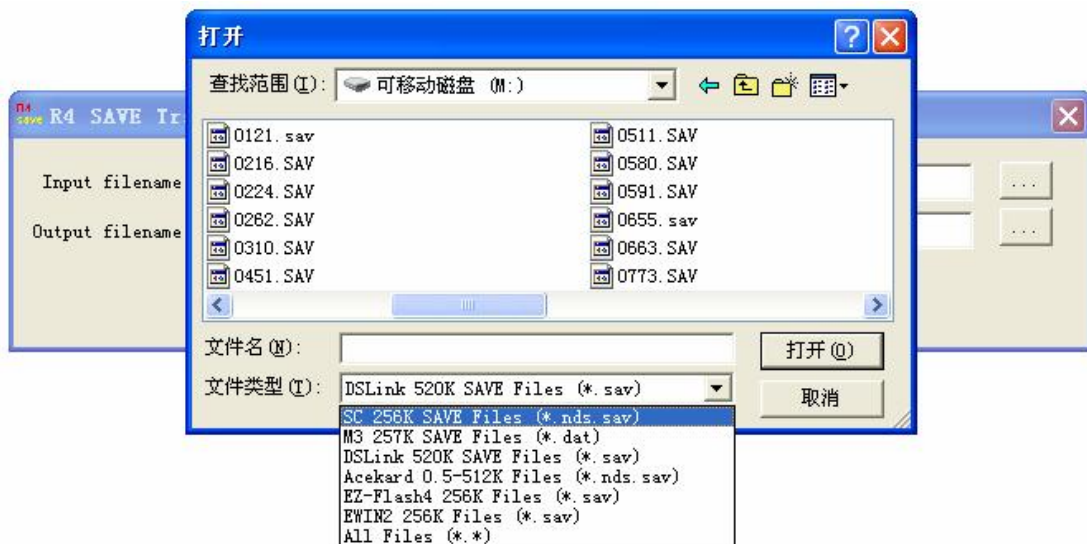 打开
查找范围(I): 可移动磁盘 (M:)
R4 SAVE Tr
0121.sav
0216.SAV
0224.SAV
0262.SAV
0310.SAV
0451.SAV
0511.SAV
0580.SAV
0591.SAV
0655.sav
0663.SAV
0773.SAV
Input filename ...
Output filename ...
文件名(N): 打开(O)
文件类型(T): DSLink 520K SAVE Files (*.sav) 取消
SC 256K SAVE Files (*.nds.sav)
M3 257K SAVE Files (*.dat)
DSLink 520K SAVE Files (*.sav)
Acekard 0.5-512K Files (*.nds.sav)
EZ-Flash4 256K Files (*.sav)
EWIN2 256K Files (*.sav)
All Files (*.*)